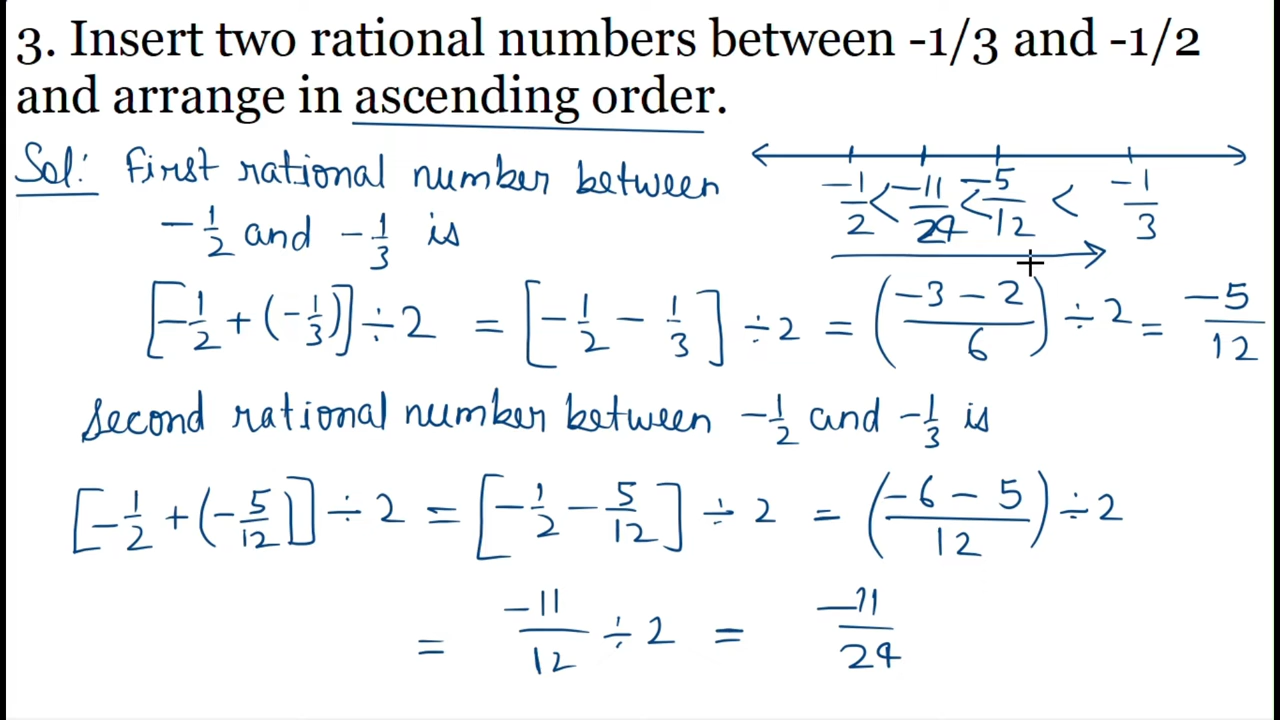 3. Insert two rational numbers between -1/3 and -1/2
and arrange in ascending order.
Sol: First rational number between
-1/2 and -1/3 is
-1/2 < -11/24 < -5/12 < -1/3
[-1/2 + (-1/3)] ÷ 2 = [-1/2 - 1/3] ÷ 2 = ((-3 - 2)/6) ÷ 2 = -5/12
Second rational number between -1/2 and -1/3 is
[-1/2 + (-5/12)] ÷ 2 = [-1/2 - 5/12] ÷ 2 = ((-6 - 5)/12) ÷ 2
= -11/12 ÷ 2 = -11/24